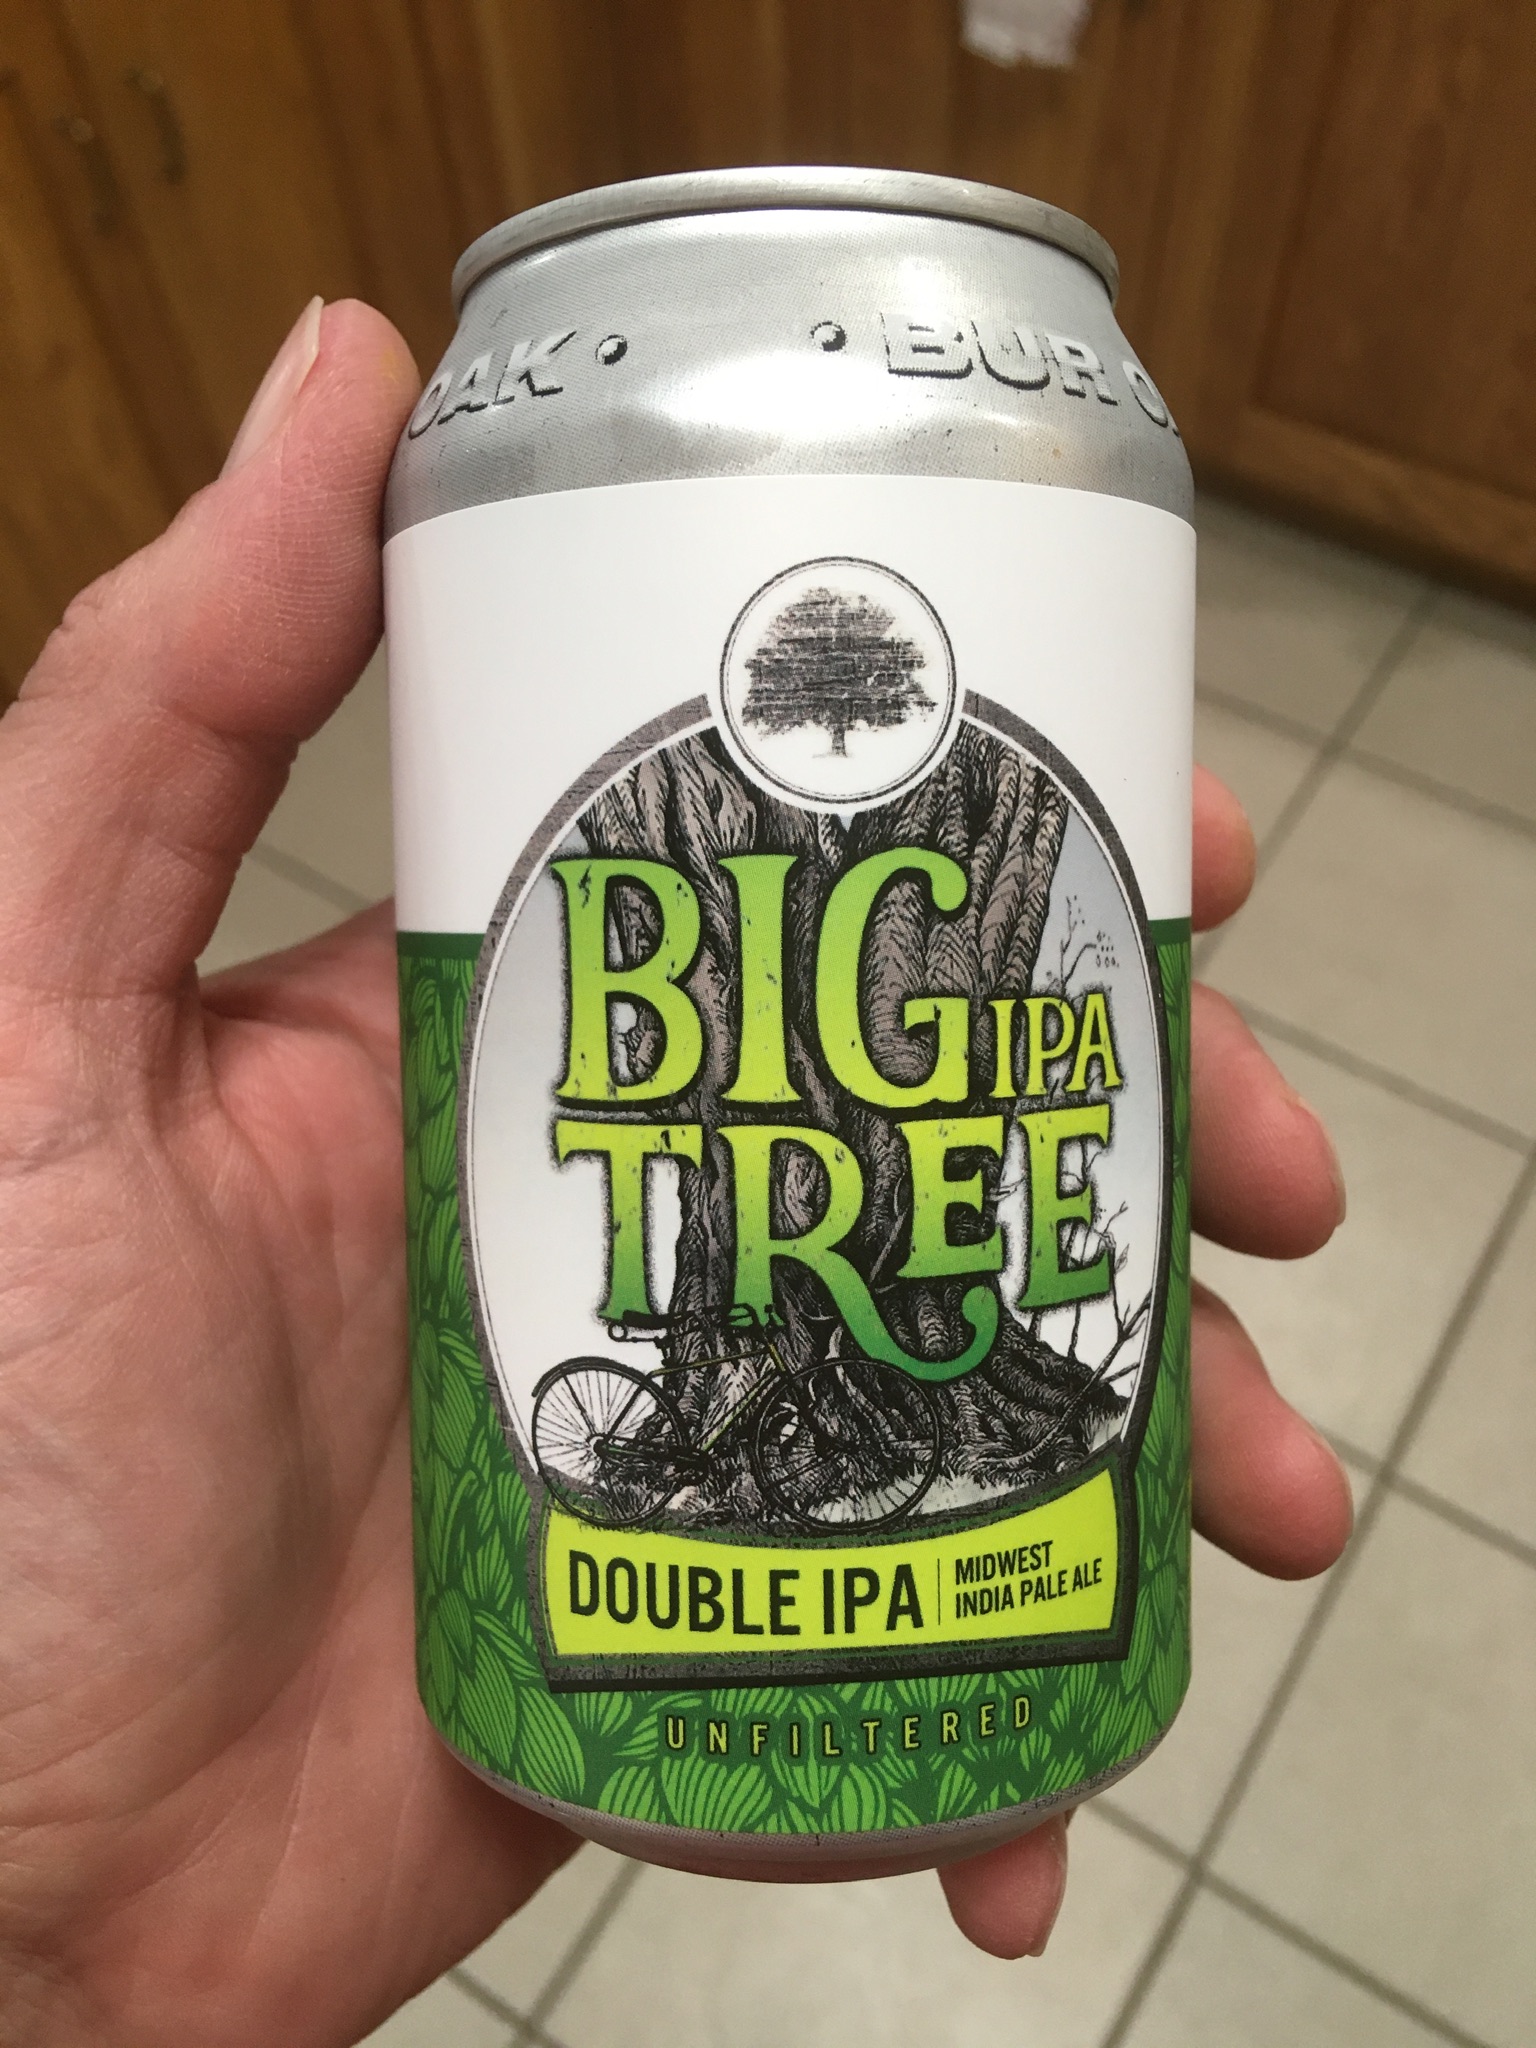 OAK • • BUR O
BIG IPA
TREE
DOUBLE IPA
MIDWEST
INDIA PALE ALE
UNFILTERED